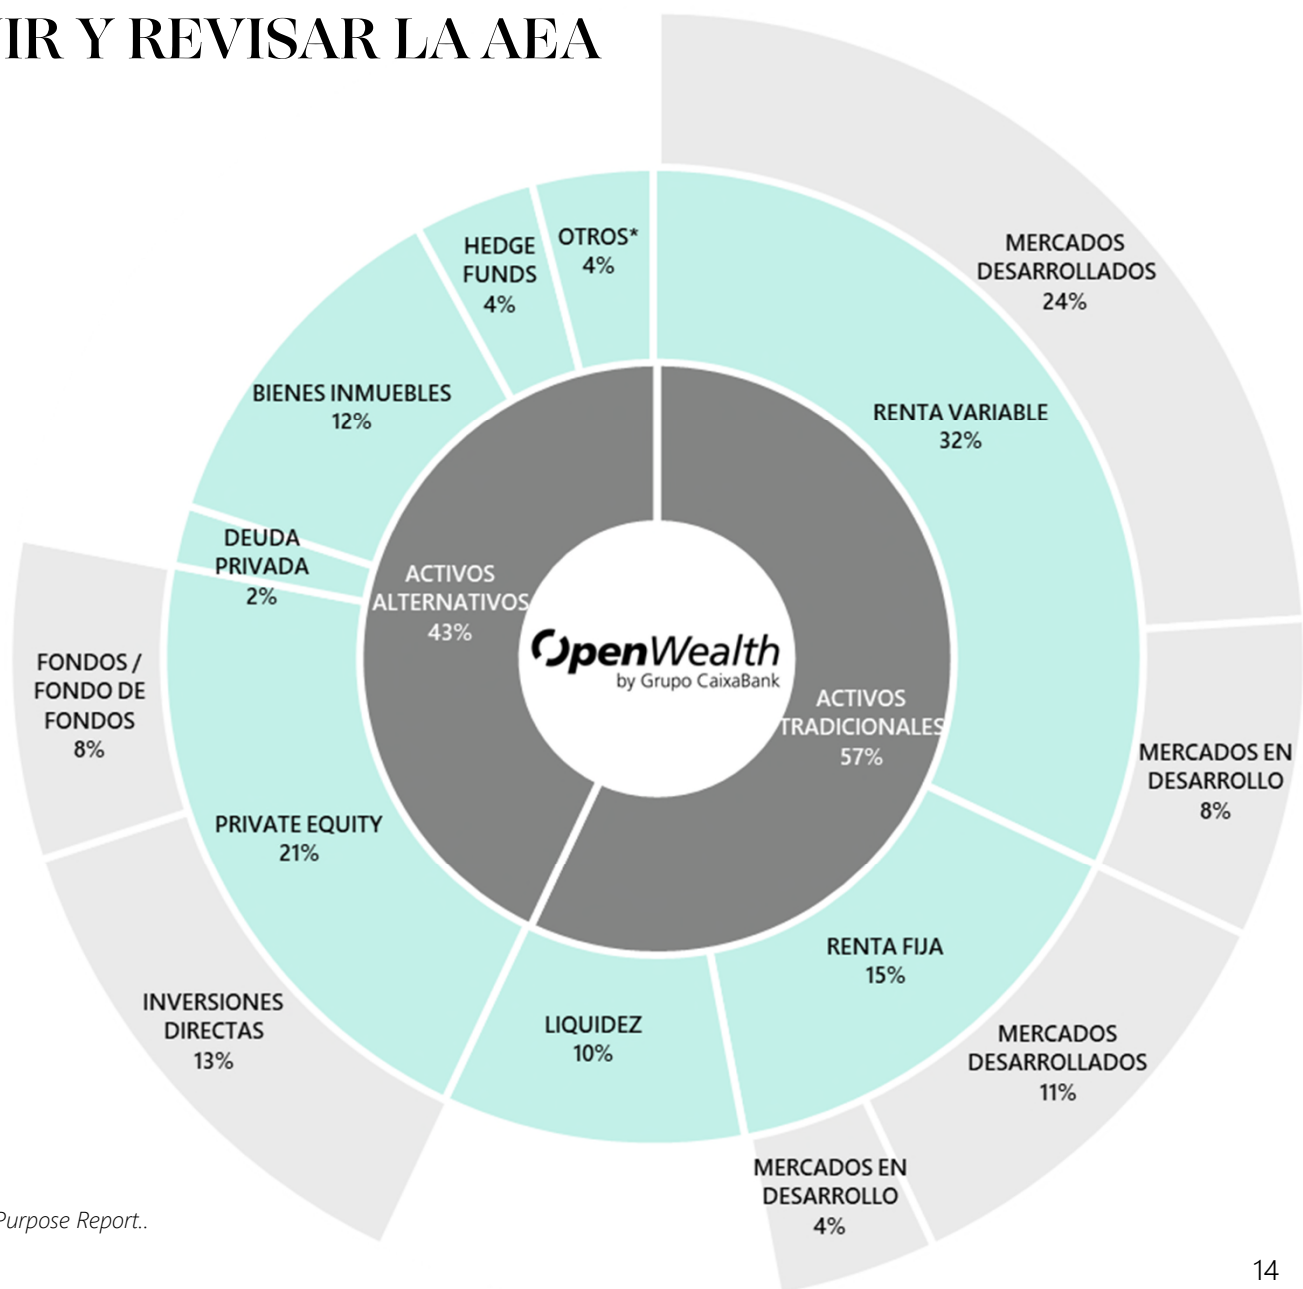 IR Y REVISAR LA AEA
HEDGE
FUNDS
4%
OTROS*
4%
MERCADOS
DESARROLLADOS
24%
BIENES INMUEBLES
12%
RENTA VARIABLE
32%
DEUDA
PRIVADA
2%
ACTIVOS
ALTERNATIVOS
43%
OpenWealth
by Grupo CaixaBank
ACTIVOS
TRADICIONALES
57%
FONDOS /
FONDO DE
FONDOS
8%
MERCADOS EN
DESARROLLO
8%
PRIVATE EQUITY
21%
RENTA FIJA
15%
INVERSIONES
DIRECTAS
13%
LIQUIDEZ
10%
MERCADOS
DESARROLLADOS
11%
MERCADOS EN
DESARROLLO
4%
Purpose Report..
14